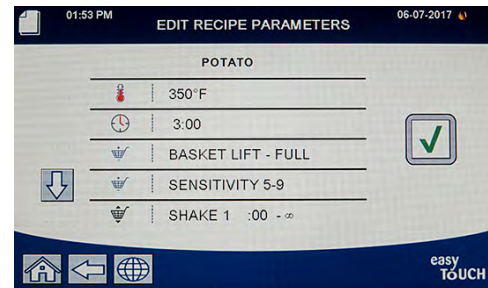 01:53 PM
EDIT RECIPE PARAMETERS
06-07-2017
POTATO
350°F
3:00
BASKET LIFT - FULL
SENSITIVITY 5-9
SHAKE 1 :00 - ∞
easy
TOUCH